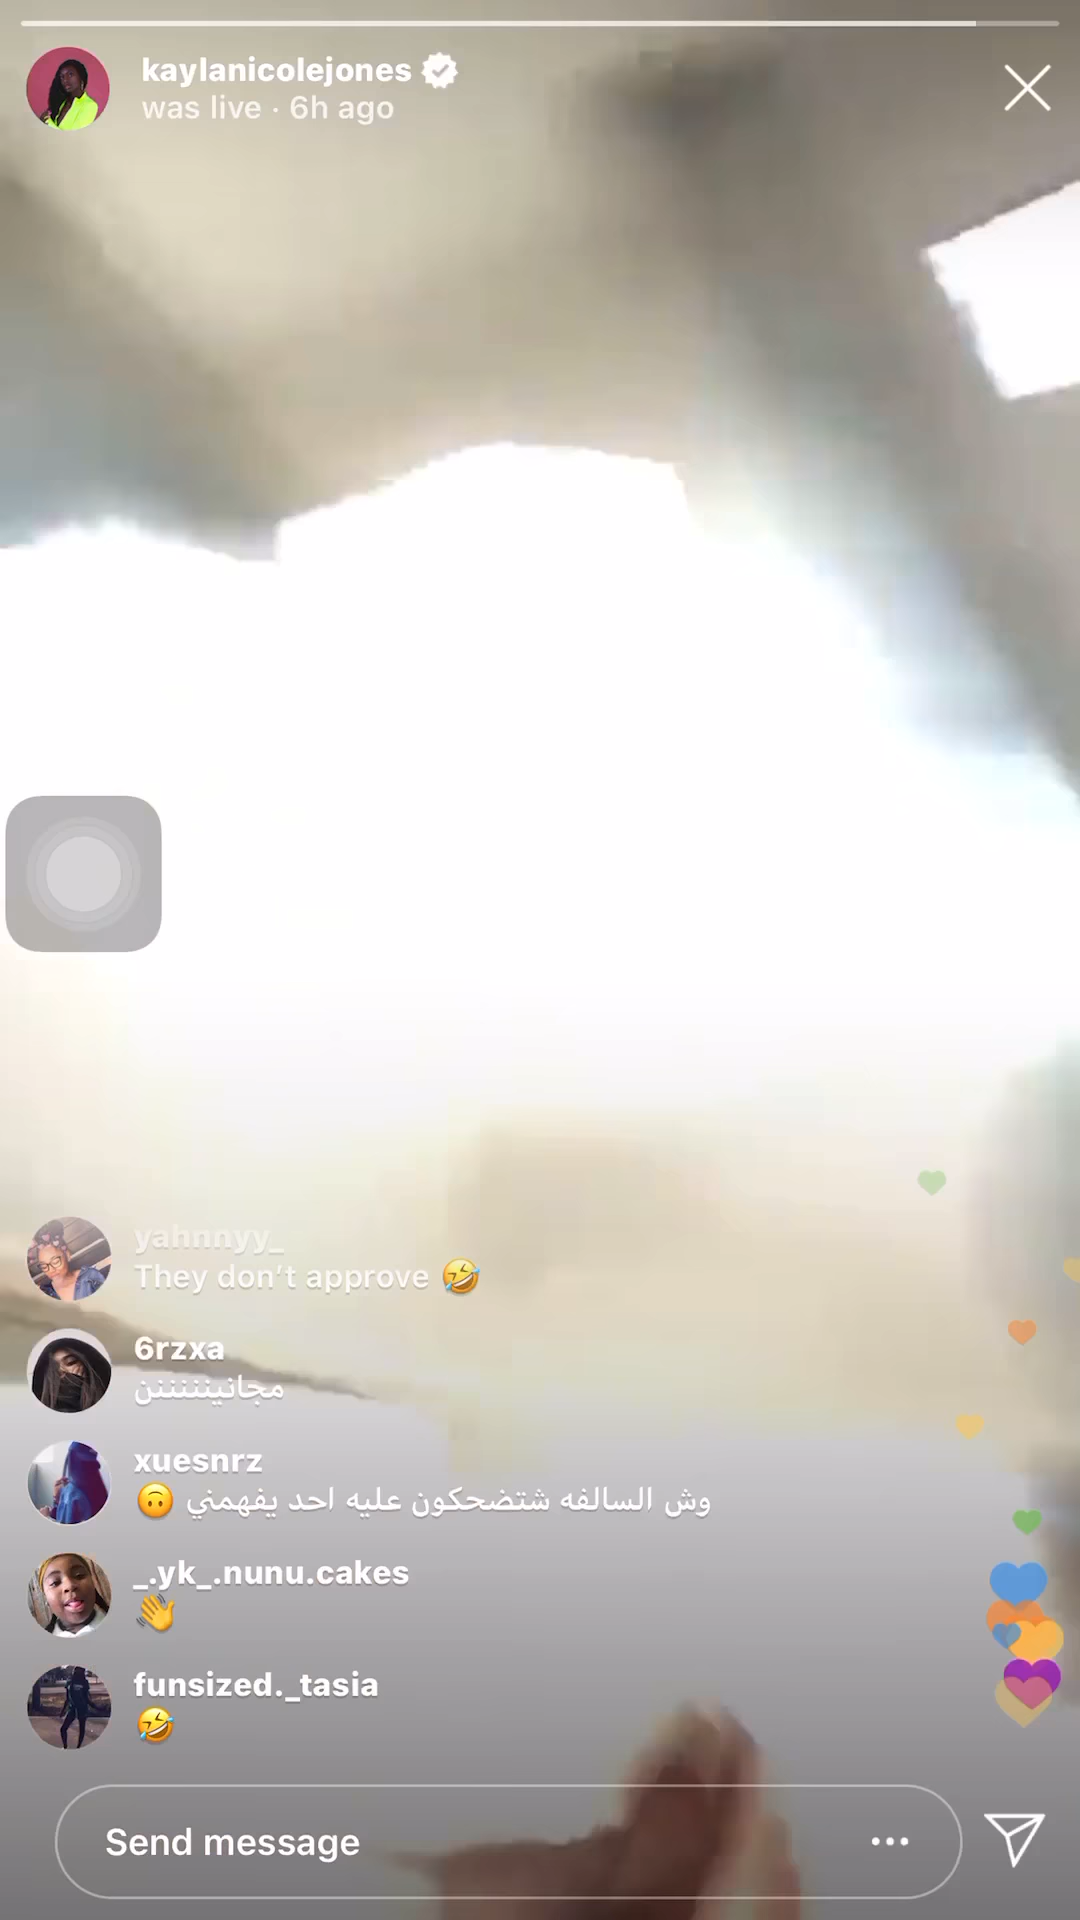 kaylanicolejones
was live · 6h ago
yahnnyy_
They don't approve 🤣
6rzxa
مجانينننننن
xuesnrz
وش السالفه شتضحكون عليه احد يفهمني 🙃
_.yk_.nunu.cakes
👋
funsized._tasia
🤣
Send message